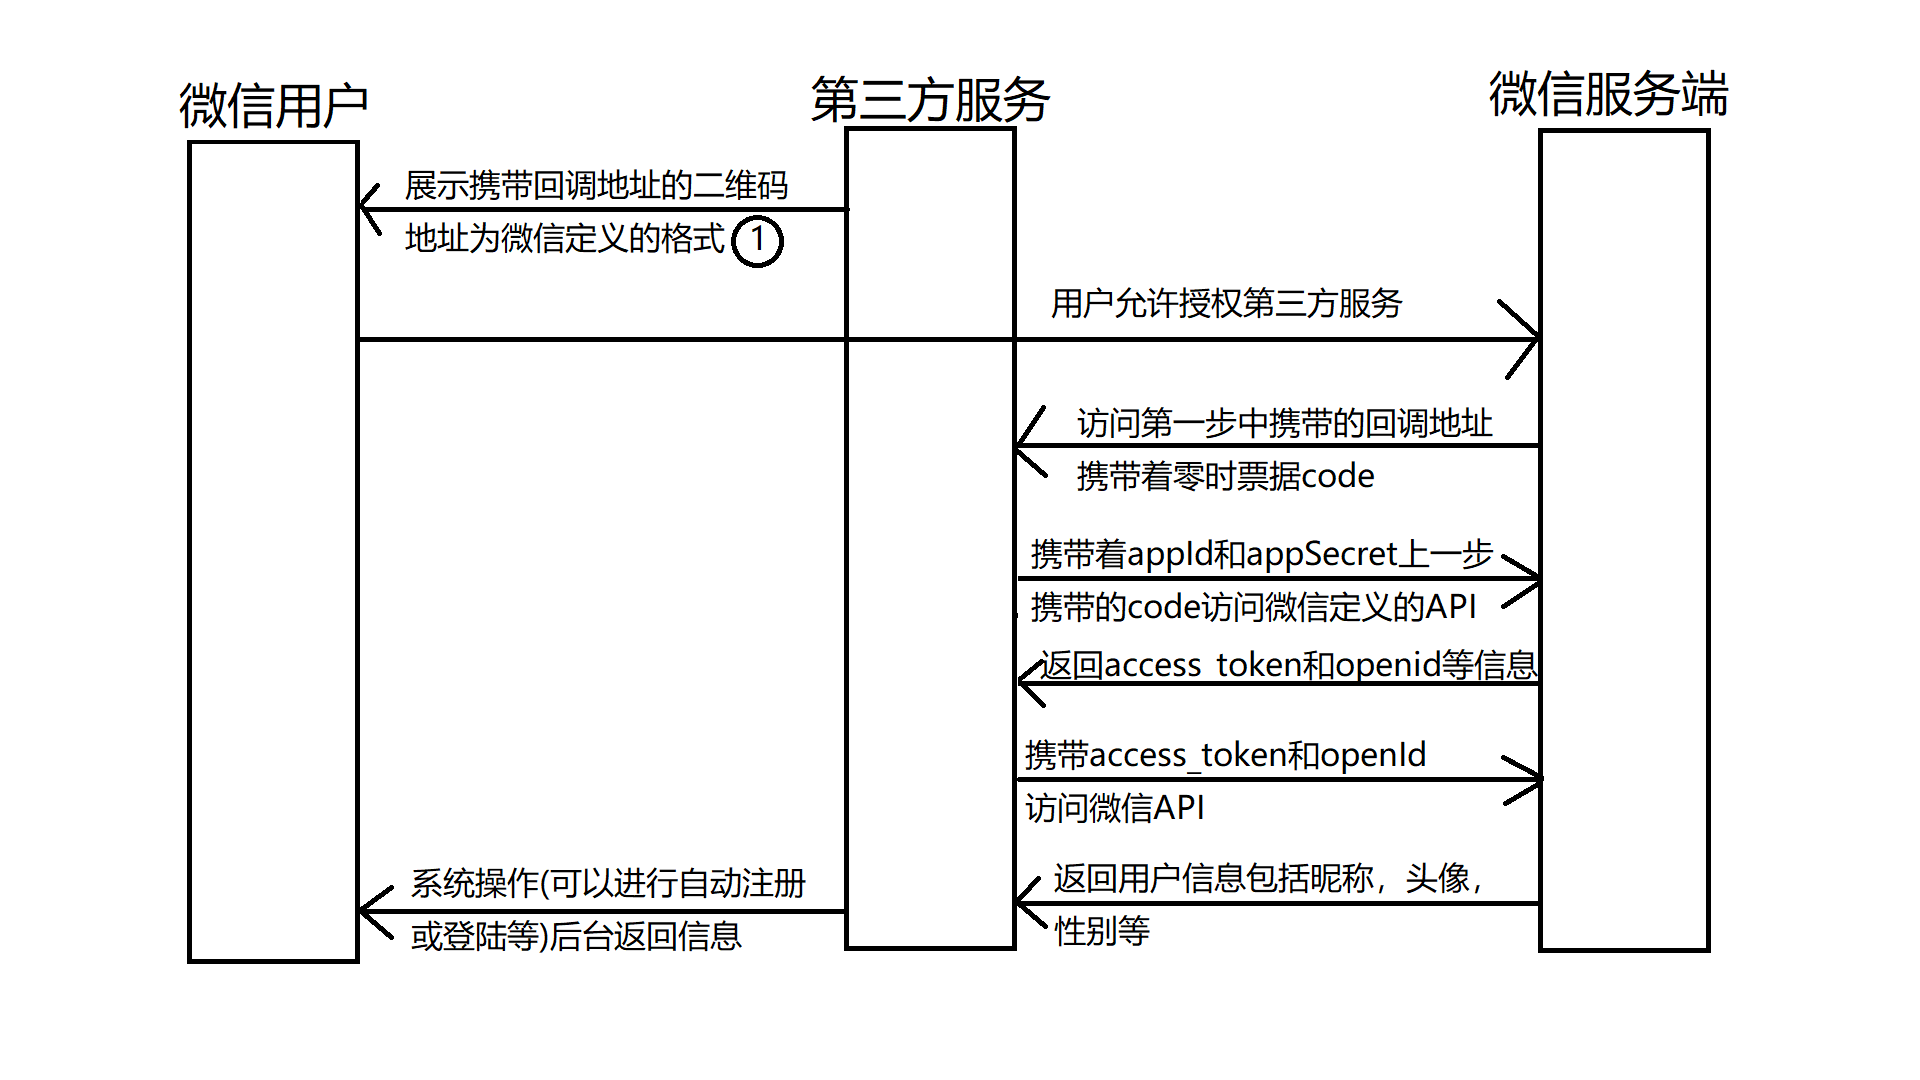 微信用户
第三方服务
微信服务端
展示携带回调地址的二维码
地址为微信定义的格式 1
用户允许授权第三方服务
访问第一步中携带的回调地址
携带着零时票据code
携带着appId和appSecret上一步
携带的code访问微信定义的API
返回access_token和openid等信息
携带access_token和openId
访问微信API
返回用户信息包括昵称，头像，
性别等
系统操作(可以进行自动注册
或登陆等)后台返回信息